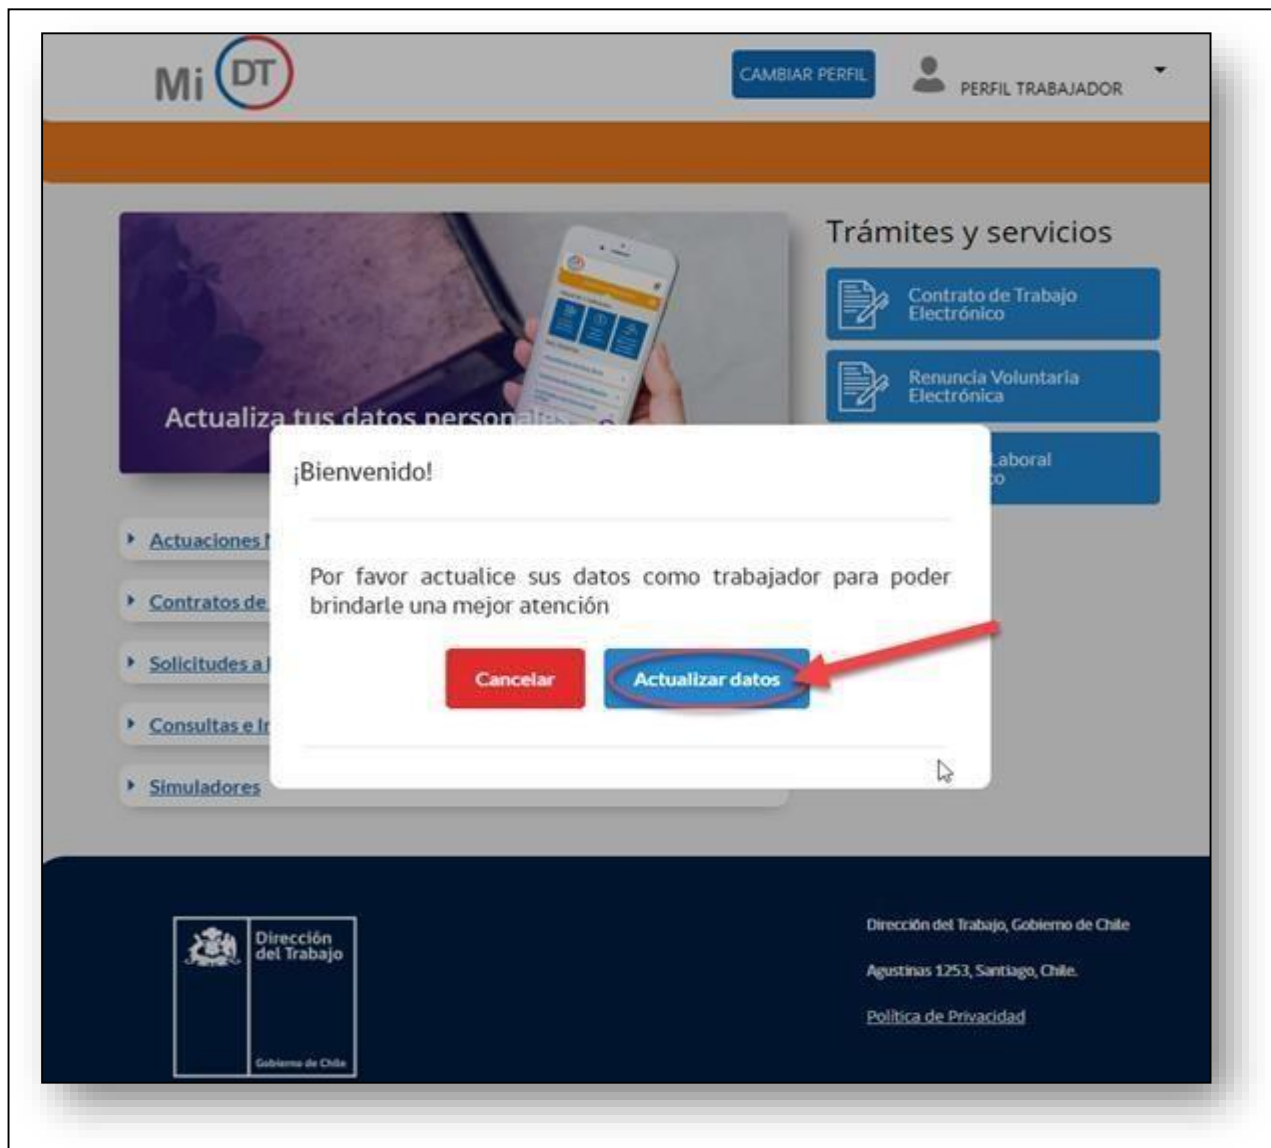 Mi DT
CAMBIAR PERFIL
PERFIL TRABAJADOR
Trámites y servicios
Contrato de Trabajo
Electrónico
Renuncia Voluntaria
Electrónica
Laboral
Actualiza tus datos personales
¡Bienvenido!
Por favor actualice sus datos como trabajador para poder
brindarle una mejor atención
Cancelar
Actualizar datos
Actuaciones
Contratos de
Solicitudes a
Consultas e
Simuladores
Dirección
del Trabajo
Gobierno de Chile
Dirección del Trabajo, Gobierno de Chile
Agustinas 1253, Santiago, Chile.
Política de Privacidad